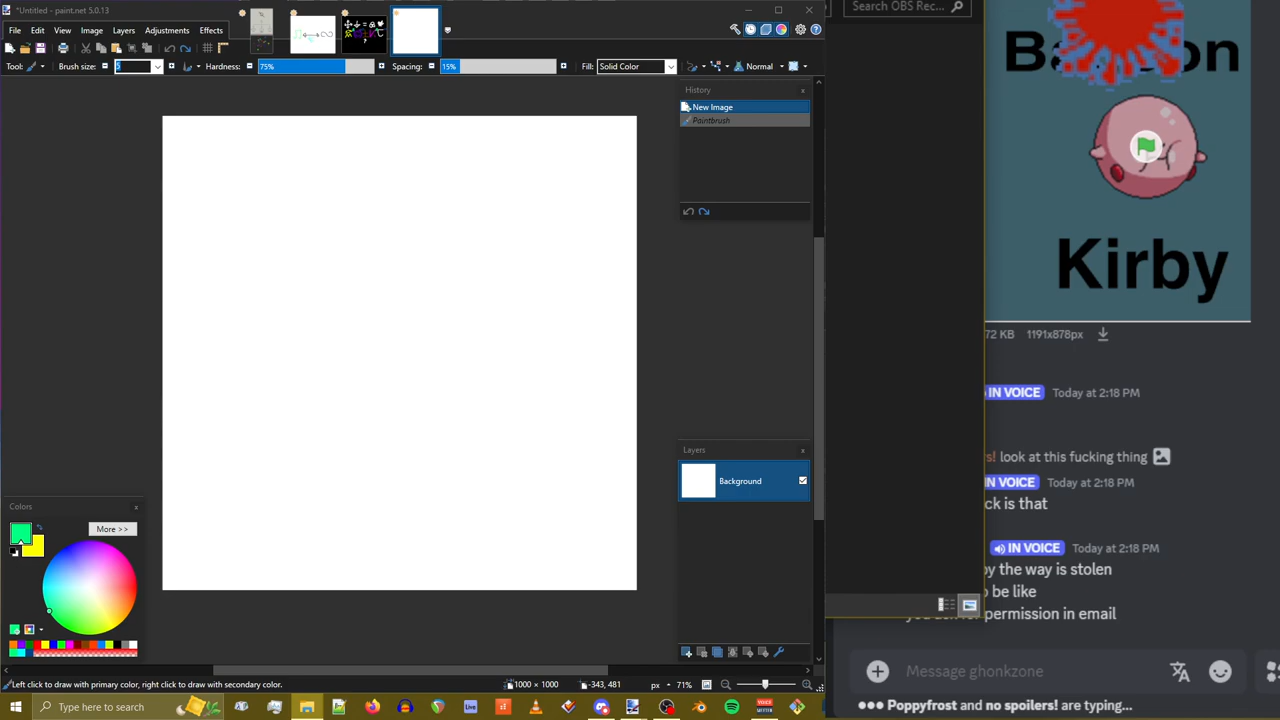 *Untitled - paint.net 5.0.13
File Edit View Image Layers Adjustments Effects
Tool: Brush size: 5 Hardness: 75% Spacing: 15% Fill: Solid Color Normal
History
New Image
Paintbrush
Layers
Background
Colors
More >>
Left click to draw with primary color, right click to draw with secondary color. 1000 × 1000 -343, 481 px 71%
Type here to search
Live
Search OBS Rec...
Kirby
72 KB 1191x878px
IN VOICE Today at 2:18 PM
s! look at this fucking thing
IN VOICE Today at 2:18 PM
ck is that
IN VOICE Today at 2:18 PM
by the way is stolen
o be like
for permission in email
Message ghonkzone
Poppyfrost and no spoilers! are typing...